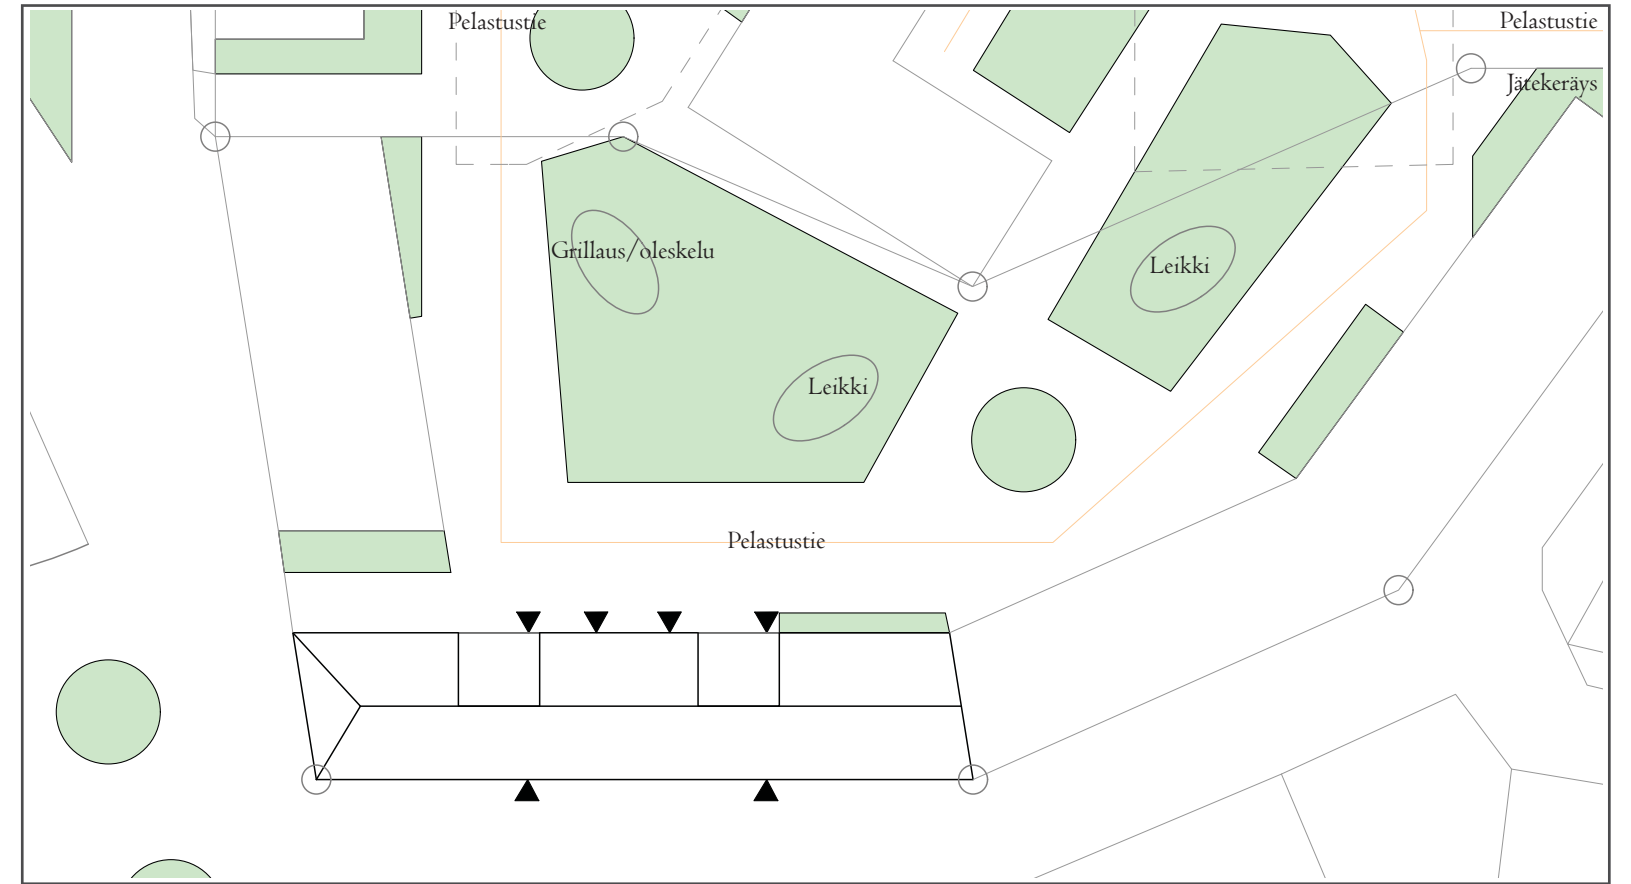 Pelastustie
Pelastustie
Jätekeräys
Grillaus/oleskelu
Leikki
Leikki
Pelastustie